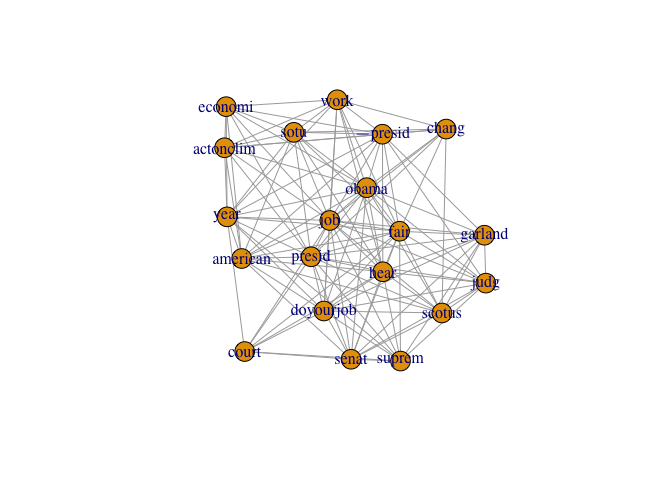 work
economi
sotu
—presid
chang
actonclim
obama
year
job
fair
garland
american
presid
hear
judg
doyourjob
scotus
court
senat
suprem